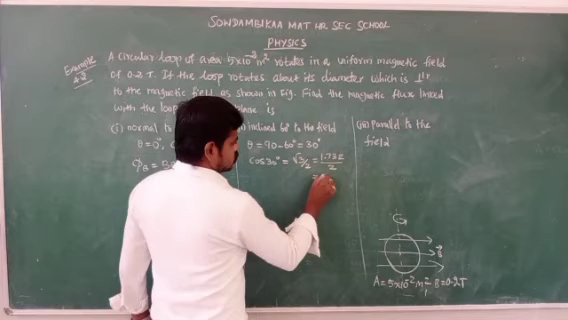 SOWDAMBIKAA MAT HR SEC SCHOOL
PHYSICS
Example 4.2
A circular loop of area 5×10⁻² m² rotates in a uniform magnetic field
of 0.2 T. If the loop rotates about its diameter which is ⊥ʳ
to the magnetic field as shown in fig. Find the magnetic flux linked
with the loop plane is
(i) normal to inclined 60° to the field (iii) parallel to the
field
θ=0° θ = 90-60° = 30°
cos30° = √3/2 = 1.732/2
=
A = 5×10⁻² m² B=0.2T